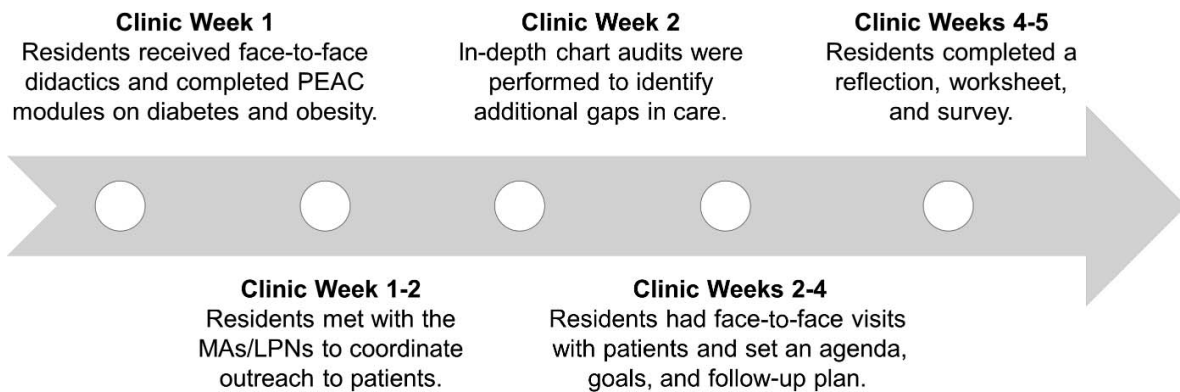 Clinic Week 1
Residents received face-to-face
didactics and completed PEAC
modules on diabetes and obesity.
Clinic Week 1-2
Residents met with the
MAs/LPNs to coordinate
outreach to patients.
Clinic Week 2
In-depth chart audits were
performed to identify
additional gaps in care.
Clinic Weeks 2-4
Residents had face-to-face visits
with patients and set an agenda,
goals, and follow-up plan.
Clinic Weeks 4-5
Residents completed a
reflection, worksheet,
and survey.